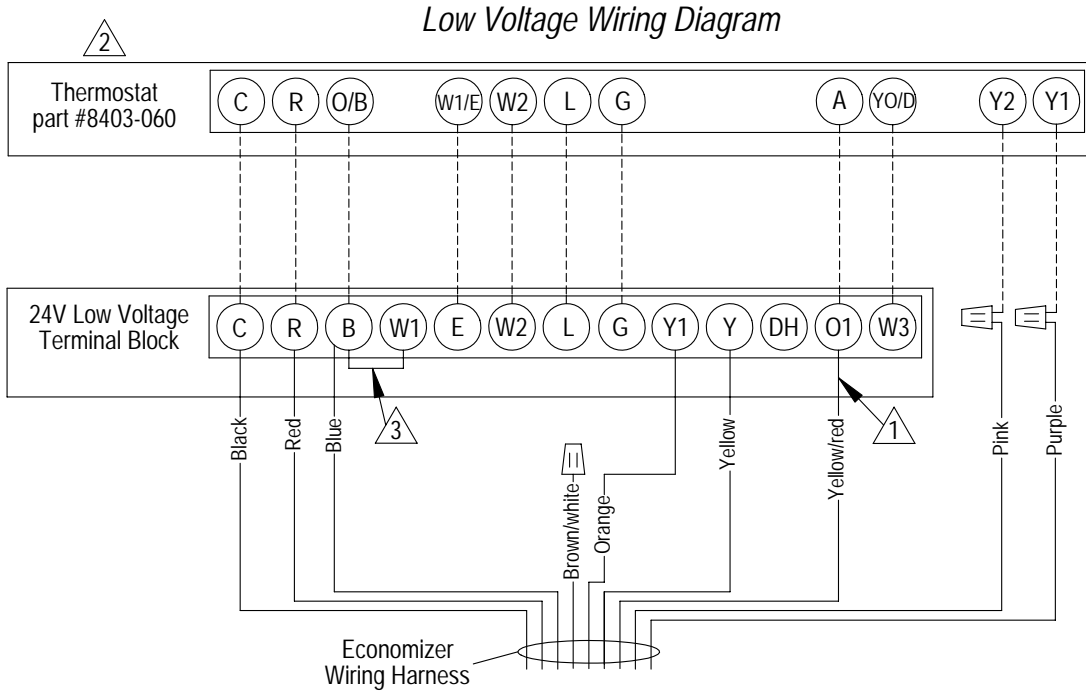 Low Voltage Wiring Diagram
2
Thermostat
part #8403-060
C R O/B W1/E W2 L G A YO/D Y2 Y1
24V Low Voltage
Terminal Block
C R B W1 E W2 L G Y1 Y DH O1 W3
3
1
Black
Red
Blue
Brown/white
Orange
Yellow
Yellow/red
Pink
Purple
Economizer
Wiring Harness